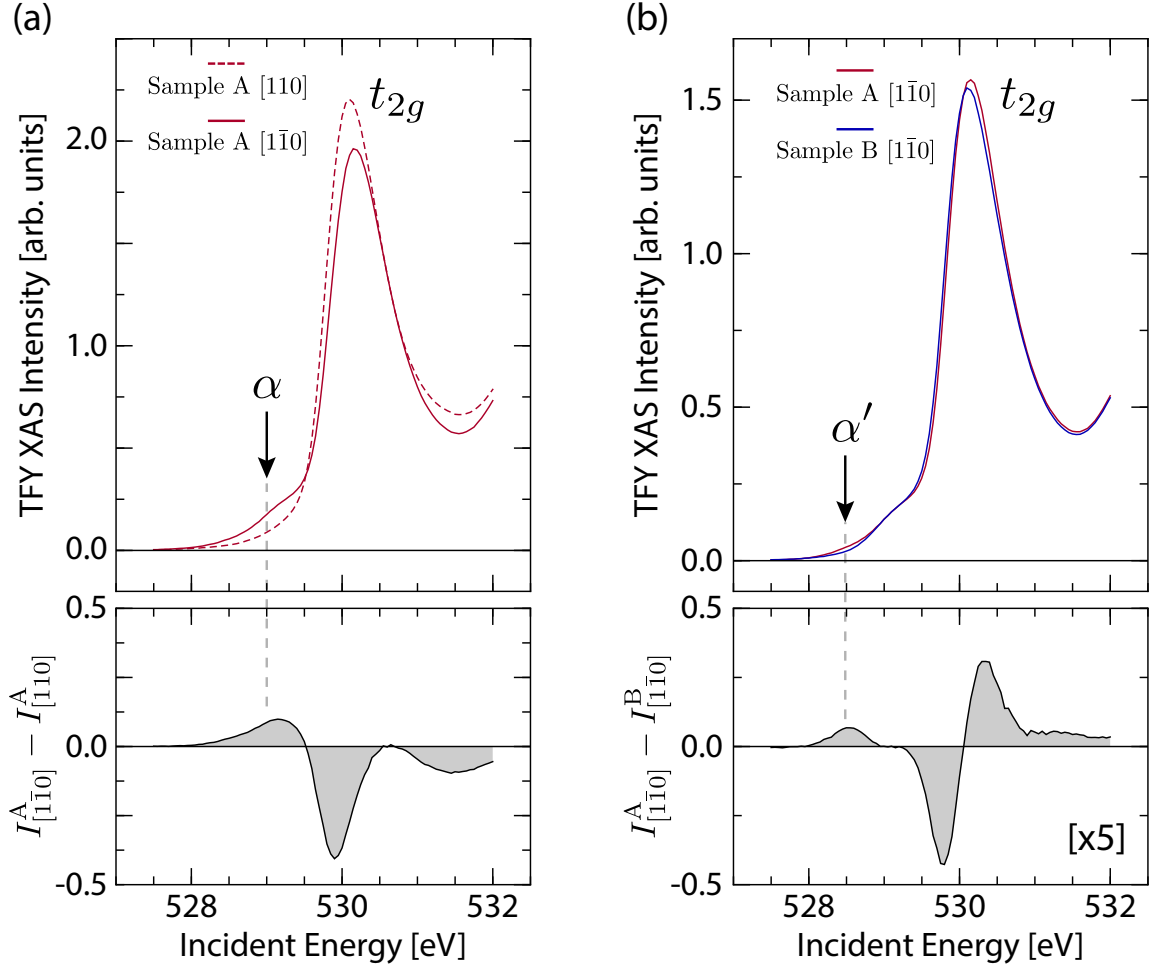 (a)
TFY XAS Intensity [arb. units]
2.0
1.0
0.0
Sample A [110]
Sample A [11̄0]
t2g
α
I^A_[11̄0] − I^A_[110]
0.5
0.0
-0.5
528 530 532
Incident Energy [eV]
(b)
TFY XAS Intensity [arb. units]
1.5
1.0
0.5
0.0
Sample A [11̄0]
Sample B [11̄0]
t2g
α′
I^A_[11̄0] − I^B_[11̄0]
0.5
0.0
-0.5
[x5]
528 530 532
Incident Energy [eV]